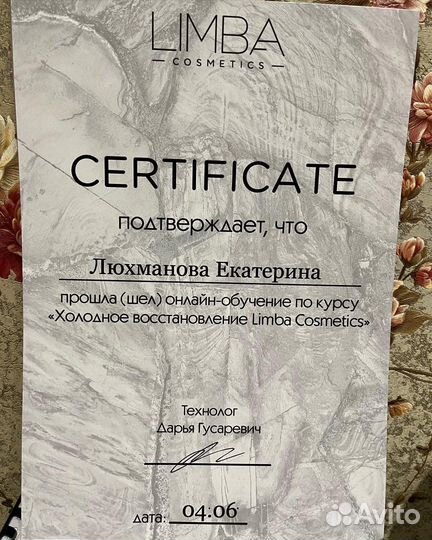 LIMBA
— COSMETICS —
CERTIFICATE
подтверждает, что
Люхманова Екатерина
прошла (шел) онлайн-обучение по курсу
«Холодное восстановление Limba Cosmetics»
Технолог
Дарья Гусаревич
дата: 04.06
Avito